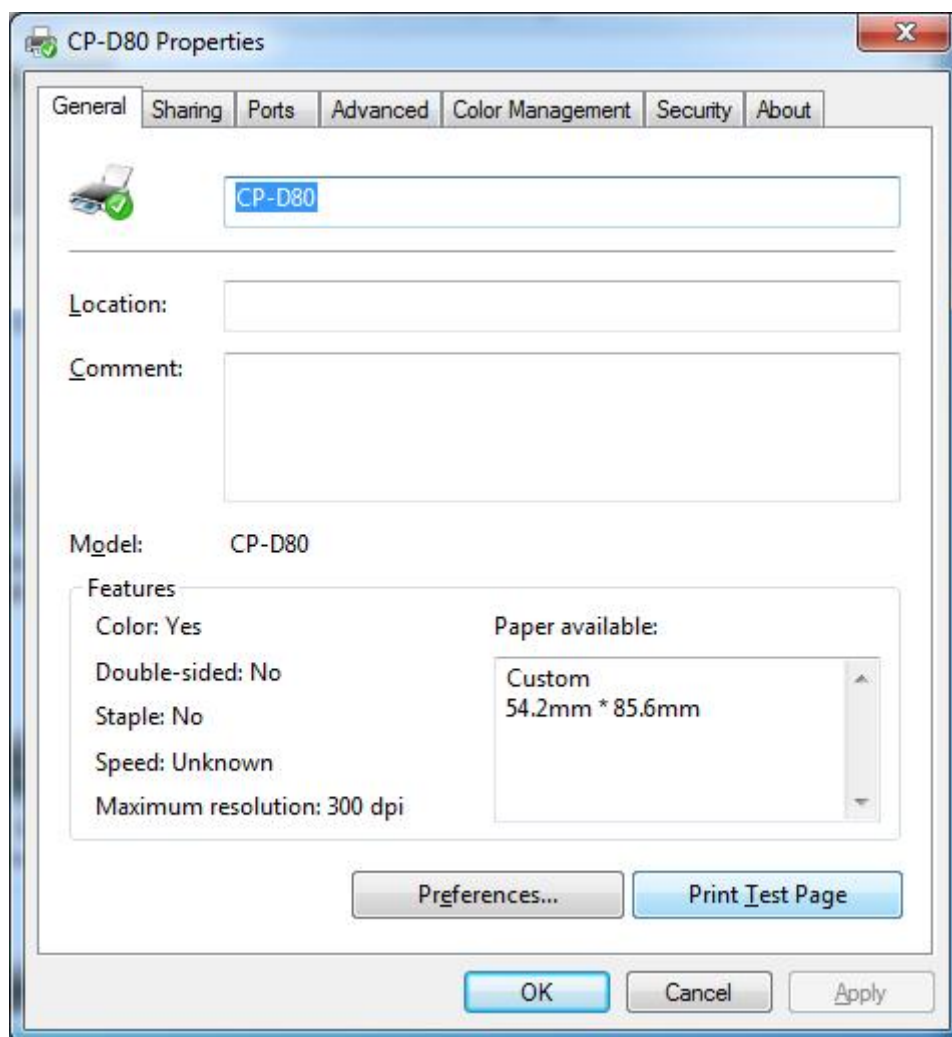 CP-D80 Properties
General Sharing Ports Advanced Color Management Security About
CP-D80
Location:
Comment:
Model: CP-D80
Features
Color: Yes
Paper available:
Double-sided: No
Custom
54.2mm * 85.6mm
Staple: No
Speed: Unknown
Maximum resolution: 300 dpi
Preferences... Print Test Page
OK Cancel Apply